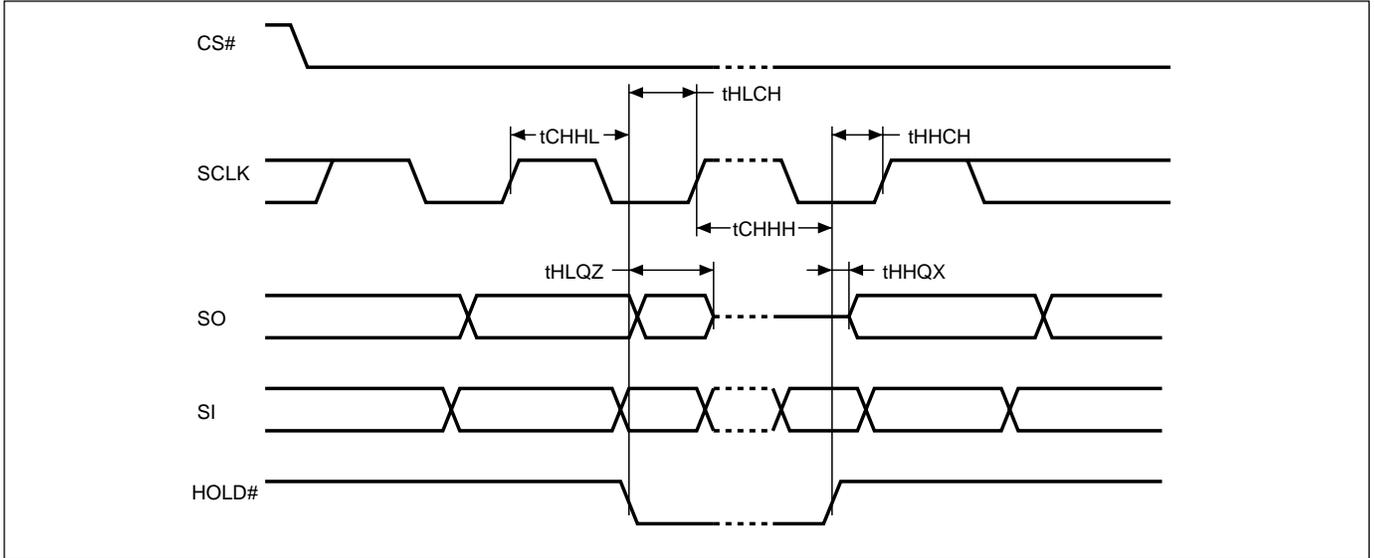 CS#
tHLCH
tCHHL
tHHCH
SCLK
tCHHH
tHLQZ
tHHQX
SO
SI
HOLD#